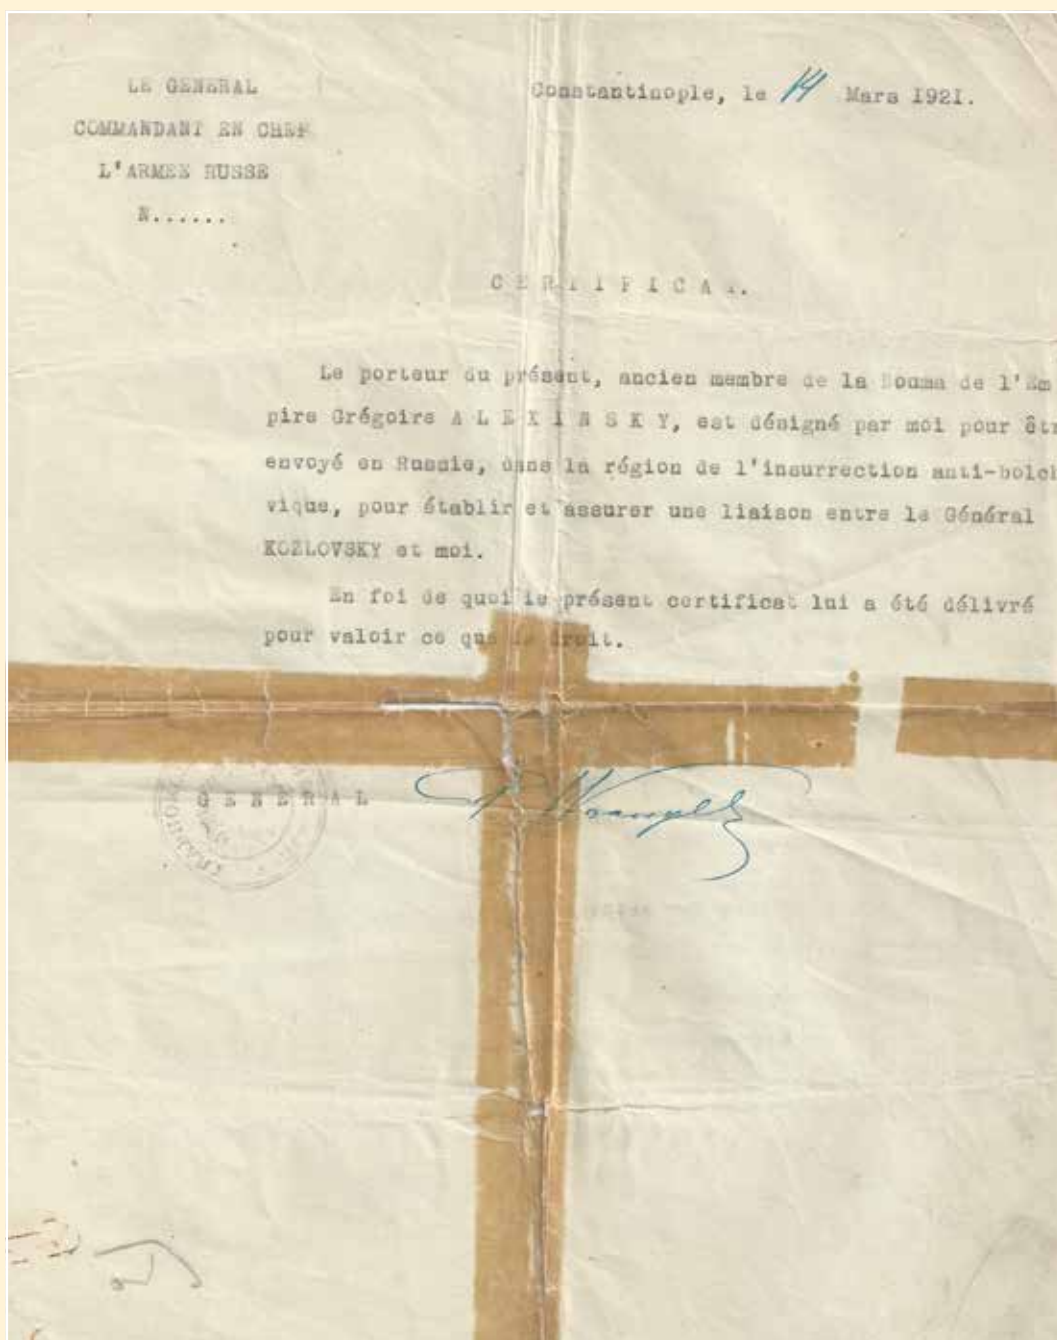 LE GENERAL
COMMANDANT EN CHEF
L'ARMEE RUSSE
N......
Constantinople, le 14 Mars 1921.
CERTIFICAT.
Le porteur du présent, ancien membre de la Douma de l'Em
pire Grégoire ALEXINSKY, est désigné par moi pour êtr
envoyé en Russie, dans la région de l'insurrection anti-bolch
vique, pour établir et assurer une liaison entre le Général
KOZLOVSKY et moi.
En foi de quoi le présent certificat lui a été délivré
pour valoir ce que de droit.
GENERAL